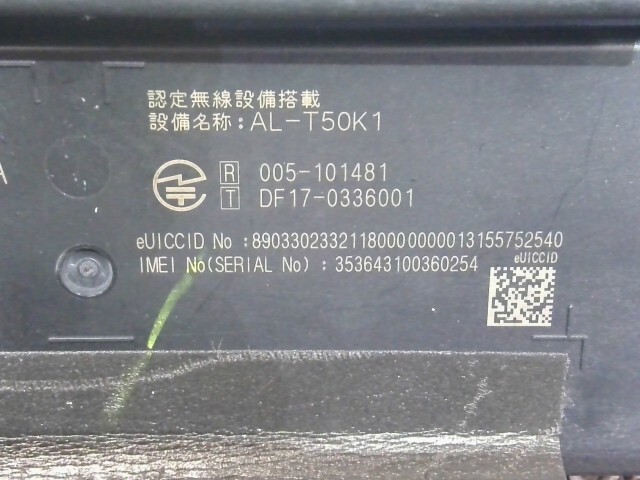 認定無線設備搭載
設備名称:AL-T50K1
R 005-101481
T DF17-0336001
eUICCID No :89033023321180000000013155752540
IMEI No(SERIAL No) : 353643100360254
eUICCID
A